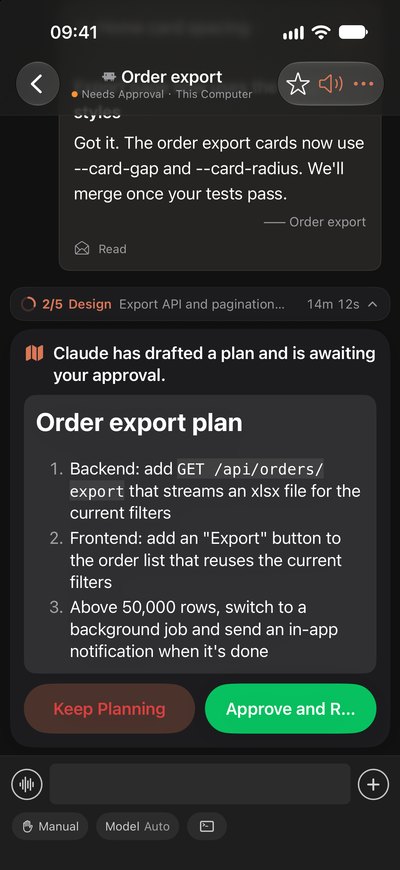 09:41
Order export
Needs Approval · This Computer
styles
Got it. The order export cards now use
--card-gap and --card-radius. We'll
merge once your tests pass.
— Order export
Read
2/5 Design Export API and pagination... 14m 12s
Claude has drafted a plan and is awaiting
your approval.
Order export plan
1. Backend: add GET /api/orders/
export that streams an xlsx file for the
current filters
2. Frontend: add an "Export" button to
the order list that reuses the current
filters
3. Above 50,000 rows, switch to a
background job and send an in-app
notification when it's done
Keep Planning
Approve and R...
Manual
Model Auto